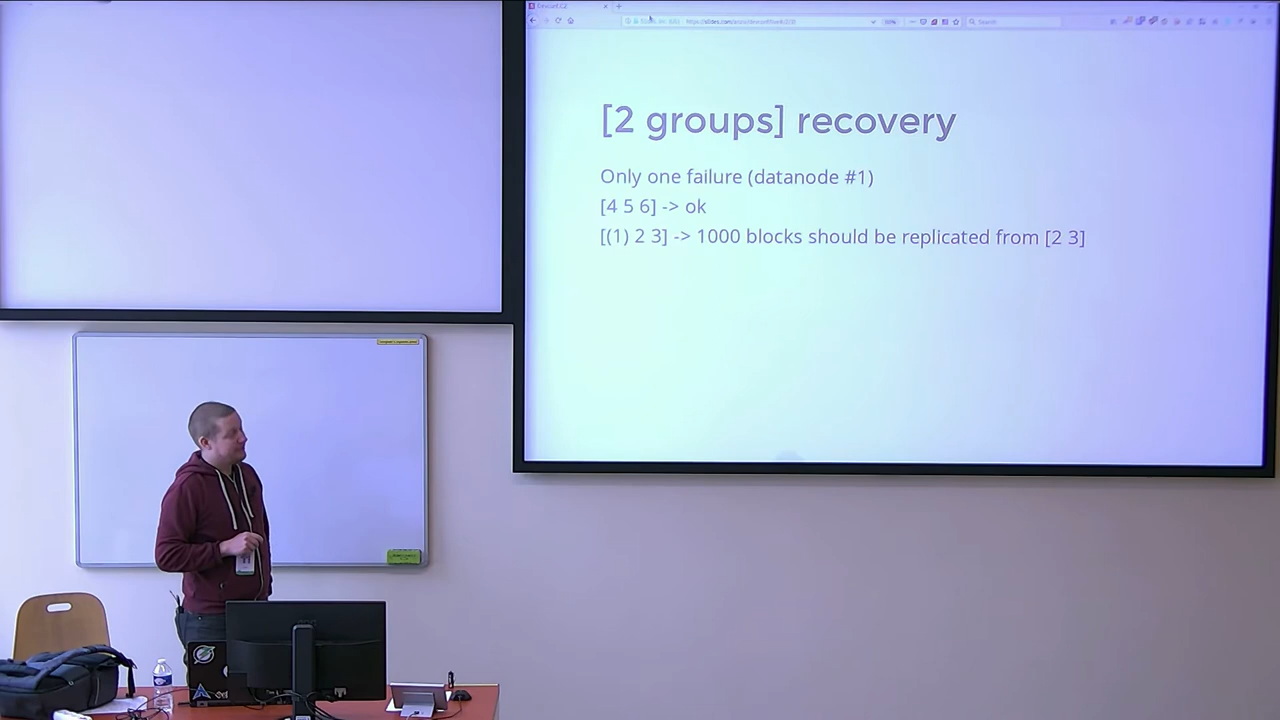 [2 groups] recovery
Only one failure (datanode #1)
[4 5 6] -> ok
[(1) 2 3] -> 1000 blocks should be replicated from [2 3]
Search